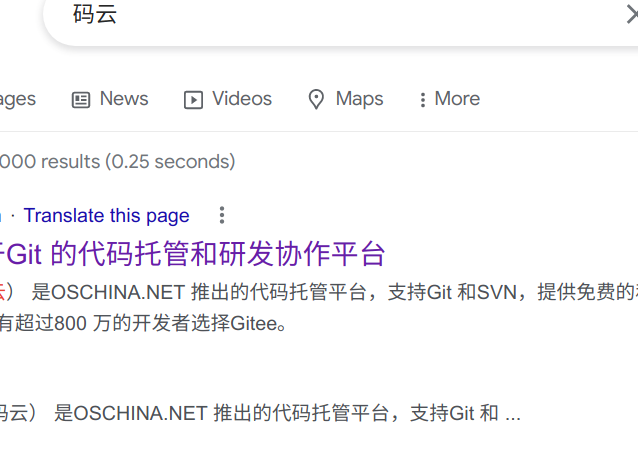 码云
News Videos Maps More
000 results (0.25 seconds)
· Translate this page
Git 的代码托管和研发协作平台
云） 是OSCHINA.NET 推出的代码托管平台，支持Git 和SVN，提供免费的
有超过800 万的开发者选择Gitee。
码云） 是OSCHINA.NET 推出的代码托管平台，支持Git 和 ...